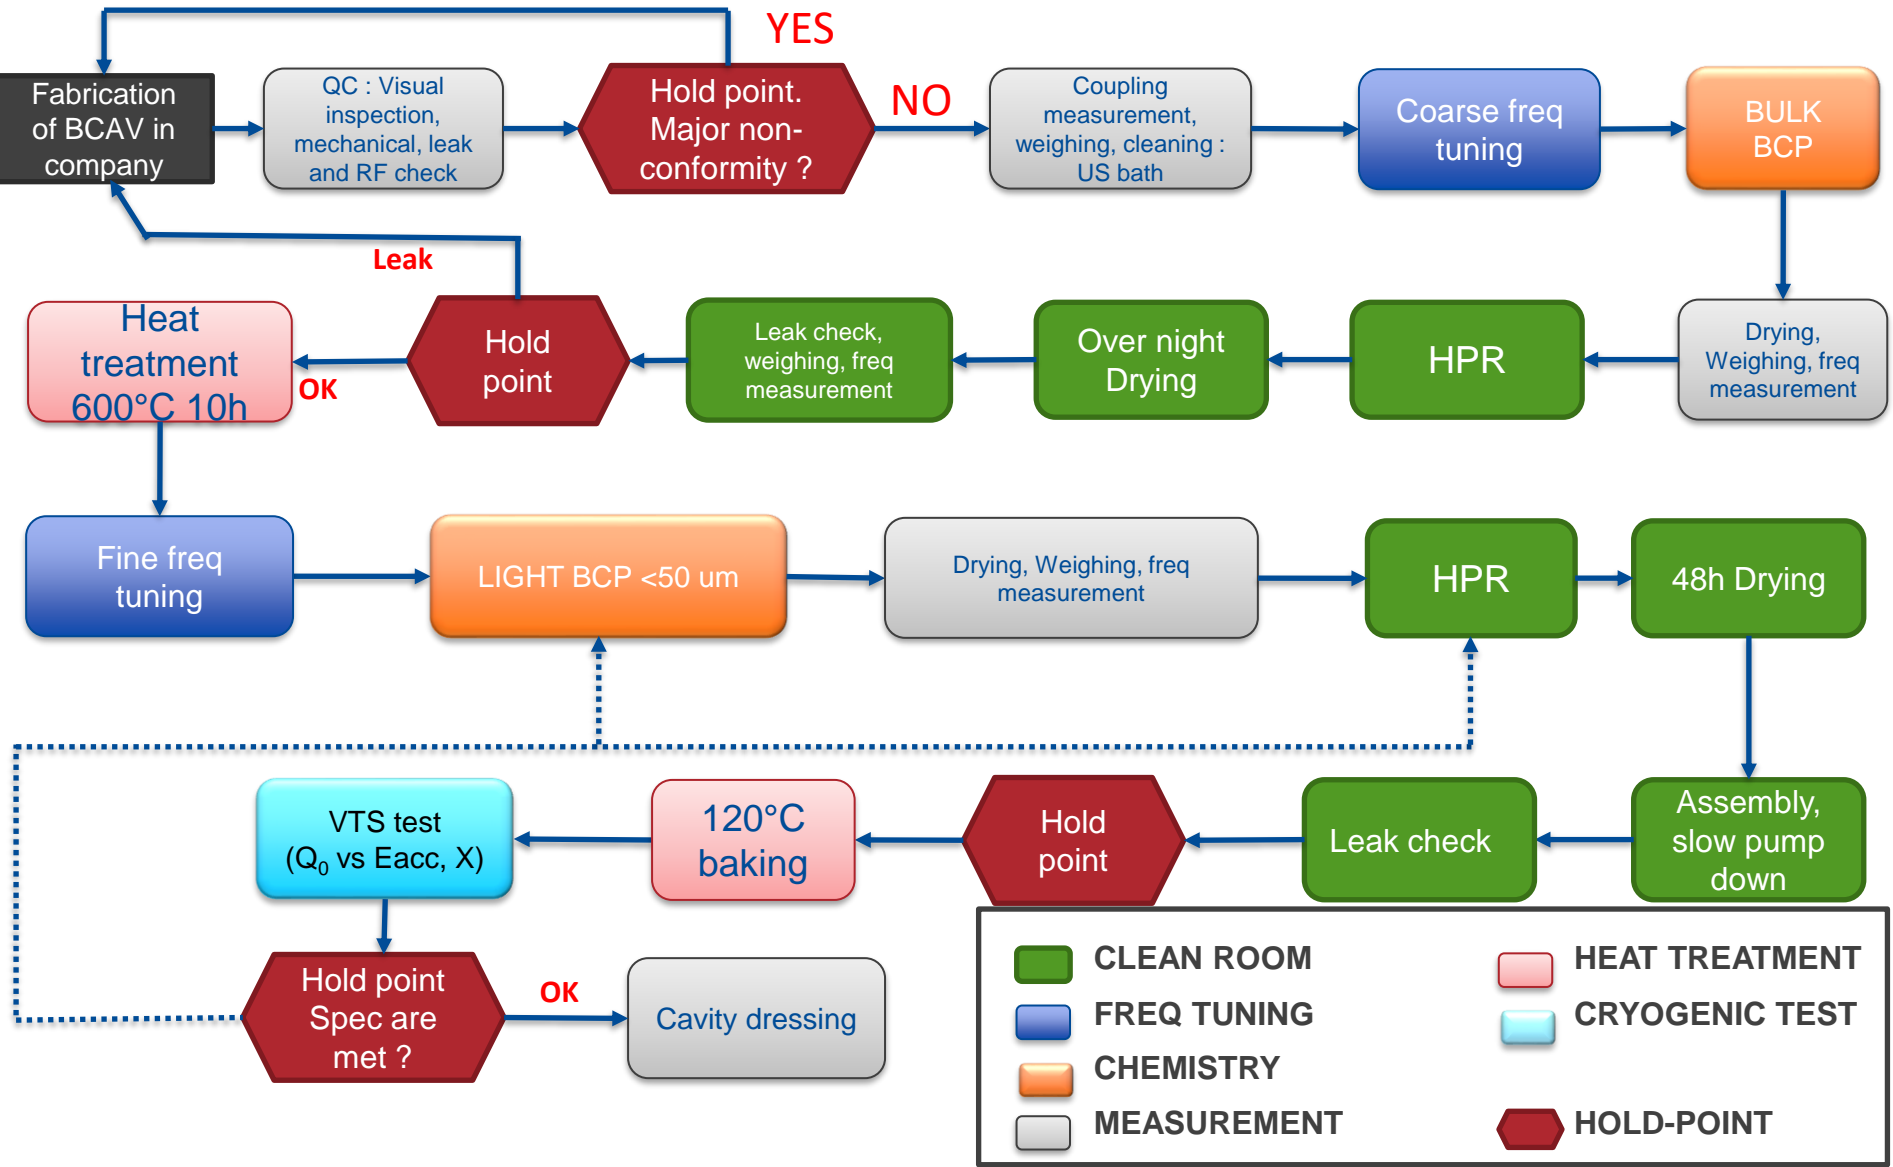 YES
Fabrication
of BCAV in
company
QC : Visual
inspection,
mechanical, leak
and RF check
Hold point.
Major non-
conformity ?
NO
Coupling
measurement,
weighing, cleaning :
US bath
Coarse freq
tuning
BULK
BCP
Leak
Heat
treatment
600°C 10h
OK
Hold
point
Leak check,
weighing, freq
measurement
Over night
Drying
HPR
Drying,
Weighing, freq
measurement
Fine freq
tuning
LIGHT BCP <50 um
Drying, Weighing, freq
measurement
HPR
48h Drying
VTS test
(Q₀ vs Eacc, X)
120°C
baking
Hold
point
Leak check
Assembly,
slow pump
down
Hold point
Spec are
met ?
OK
Cavity dressing
CLEAN ROOM
FREQ TUNING
CHEMISTRY
MEASUREMENT
HEAT TREATMENT
CRYOGENIC TEST
HOLD-POINT